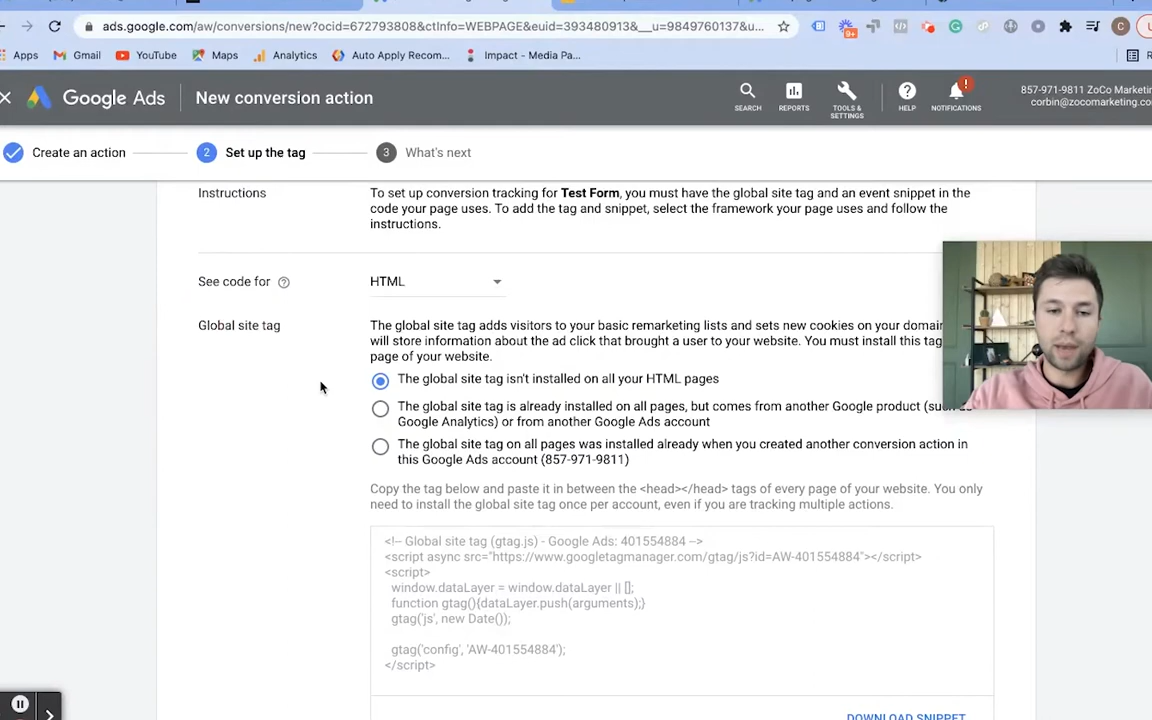 ads.google.com/aw/conversions/new?ocid=672793808&ctInfo=WEBPAGE&euid=393480913&__u=9849760137&u...
9+
C
Apps Gmail YouTube Maps Analytics Auto Apply Recom... Impact - Media Pa...
Google Ads New conversion action
SEARCH REPORTS TOOLS & SETTINGS HELP NOTIFICATIONS
857-971-9811 ZoCo Marketin
corbin@zocomarketing.co
Create an action 2 Set up the tag 3 What's next
Instructions
To set up conversion tracking for Test Form, you must have the global site tag and an event snippet in the
code your page uses. To add the tag and snippet, select the framework your page uses and follow the
instructions.
See code for HTML
Global site tag
The global site tag adds visitors to your basic remarketing lists and sets new cookies on your domain
will store information about the ad click that brought a user to your website. You must install this tag
page of your website.
The global site tag isn't installed on all your HTML pages
The global site tag is already installed on all pages, but comes from another Google product (such as
Google Analytics) or from another Google Ads account
The global site tag on all pages was installed already when you created another conversion action in
this Google Ads account (857-971-9811)
Copy the tag below and paste it in between the <head></head> tags of every page of your website. You only
need to install the global site tag once per account, even if you are tracking multiple actions.
<!-- Global site tag (gtag.js) - Google Ads: 401554884 -->
<script async src="https://www.googletagmanager.com/gtag/js?id=AW-401554884"></script>
<script>
window.dataLayer = window.dataLayer || [];
function gtag(){dataLayer.push(arguments);}
gtag('js', new Date());
gtag('config', 'AW-401554884');
</script>
DOWNLOAD SNIPPET